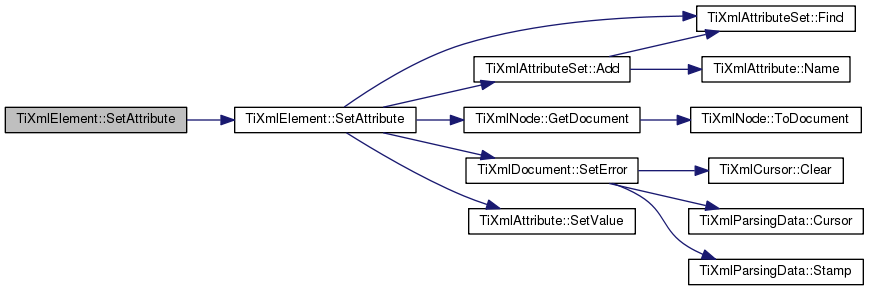 TiXmlElement::SetAttribute
TiXmlElement::SetAttribute
TiXmlAttributeSet::Find
TiXmlAttributeSet::Add
TiXmlAttribute::Name
TiXmlNode::GetDocument
TiXmlNode::ToDocument
TiXmlDocument::SetError
TiXmlCursor::Clear
TiXmlAttribute::SetValue
TiXmlParsingData::Cursor
TiXmlParsingData::Stamp